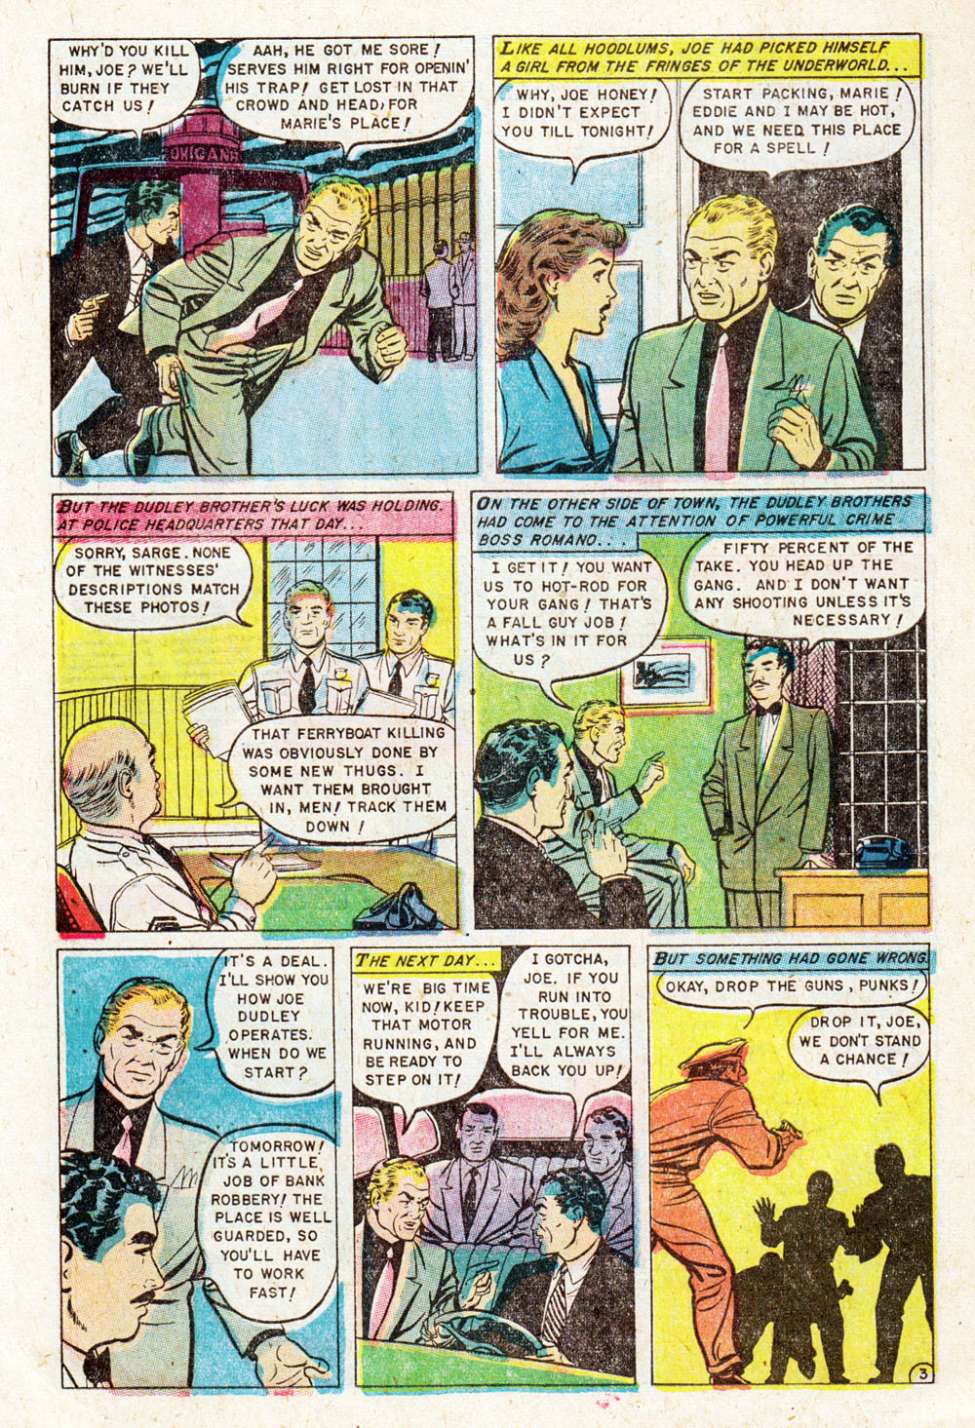 WHY'D YOU KILL
HIM, JOE? WE'LL
BURN IF THEY
CATCH US!
AAH, HE GOT ME SORE!
SERVES HIM RIGHT FOR OPENIN'
HIS TRAP! GET LOST IN THAT
CROWD AND HEAD, FOR
MARIE'S PLACE!
LIKE ALL HOODLUMS, JOE HAD PICKED HIMSELF
A GIRL FROM THE FRINGES OF THE UNDERWORLD...
WHY, JOE HONEY!
I DIDN'T EXPECT
YOU TILL TONIGHT!
START PACKING, MARIE!
EDDIE AND I MAY BE HOT,
AND WE NEED THIS PLACE
FOR A SPELL!
BUT THE DUDLEY BROTHER'S LUCK WAS HOLDING.
AT POLICE HEADQUARTERS THAT DAY...
SORRY, SARGE. NONE
OF THE WITNESSES'
DESCRIPTIONS MATCH
THESE PHOTOS!
THAT FERRYBOAT KILLING
WAS OBVIOUSLY DONE BY
SOME NEW THUGS. I
WANT THEM BROUGHT
IN, MEN! TRACK THEM
DOWN!
ON THE OTHER SIDE OF TOWN, THE DUDLEY BROTHERS
HAD COME TO THE ATTENTION OF POWERFUL CRIME
BOSS ROMANO...
I GET IT! YOU WANT
US TO HOT-ROD FOR
YOUR GANG! THAT'S
A FALL GUY JOB!
WHAT'S IN IT FOR
US?
FIFTY PERCENT OF THE
TAKE. YOU HEAD UP THE
GANG. AND I DON'T WANT
ANY SHOOTING UNLESS IT'S
NECESSARY!
IT'S A DEAL.
I'LL SHOW YOU
HOW JOE
DUDLEY
OPERATES.
WHEN DO WE
START?
TOMORROW!
IT'S A LITTLE
JOB OF BANK
ROBBERY! THE
PLACE IS WELL
GUARDED, SO
YOU'LL HAVE
TO WORK
FAST!
THE NEXT DAY...
WE'RE BIG TIME
NOW, KID! KEEP
THAT MOTOR
RUNNING, AND
BE READY TO
STEP ON IT!
I GOTCHA,
JOE. IF YOU
RUN INTO
TROUBLE, YOU
YELL FOR ME.
I'LL ALWAYS
BACK YOU UP!
BUT SOMETHING HAD GONE WRONG.
OKAY, DROP THE GUNS, PUNKS!
DROP IT, JOE,
WE DON'T STAND
A CHANCE!
3